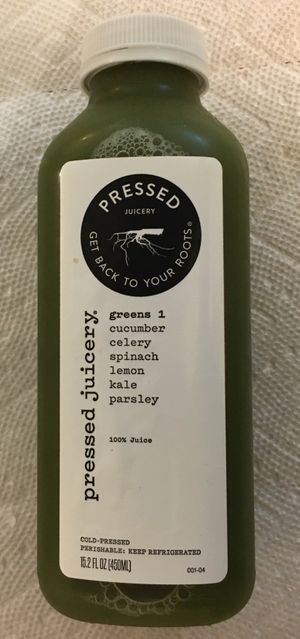 PRESSED
JUICERY
GET BACK TO YOUR ROOTS®
pressed juicery®
greens 1
cucumber
celery
spinach
lemon
kale
parsley
100% Juice
COLD-PRESSED
PERISHABLE: KEEP REFRIGERATED
15.2 FL OZ (450ML)
001-04